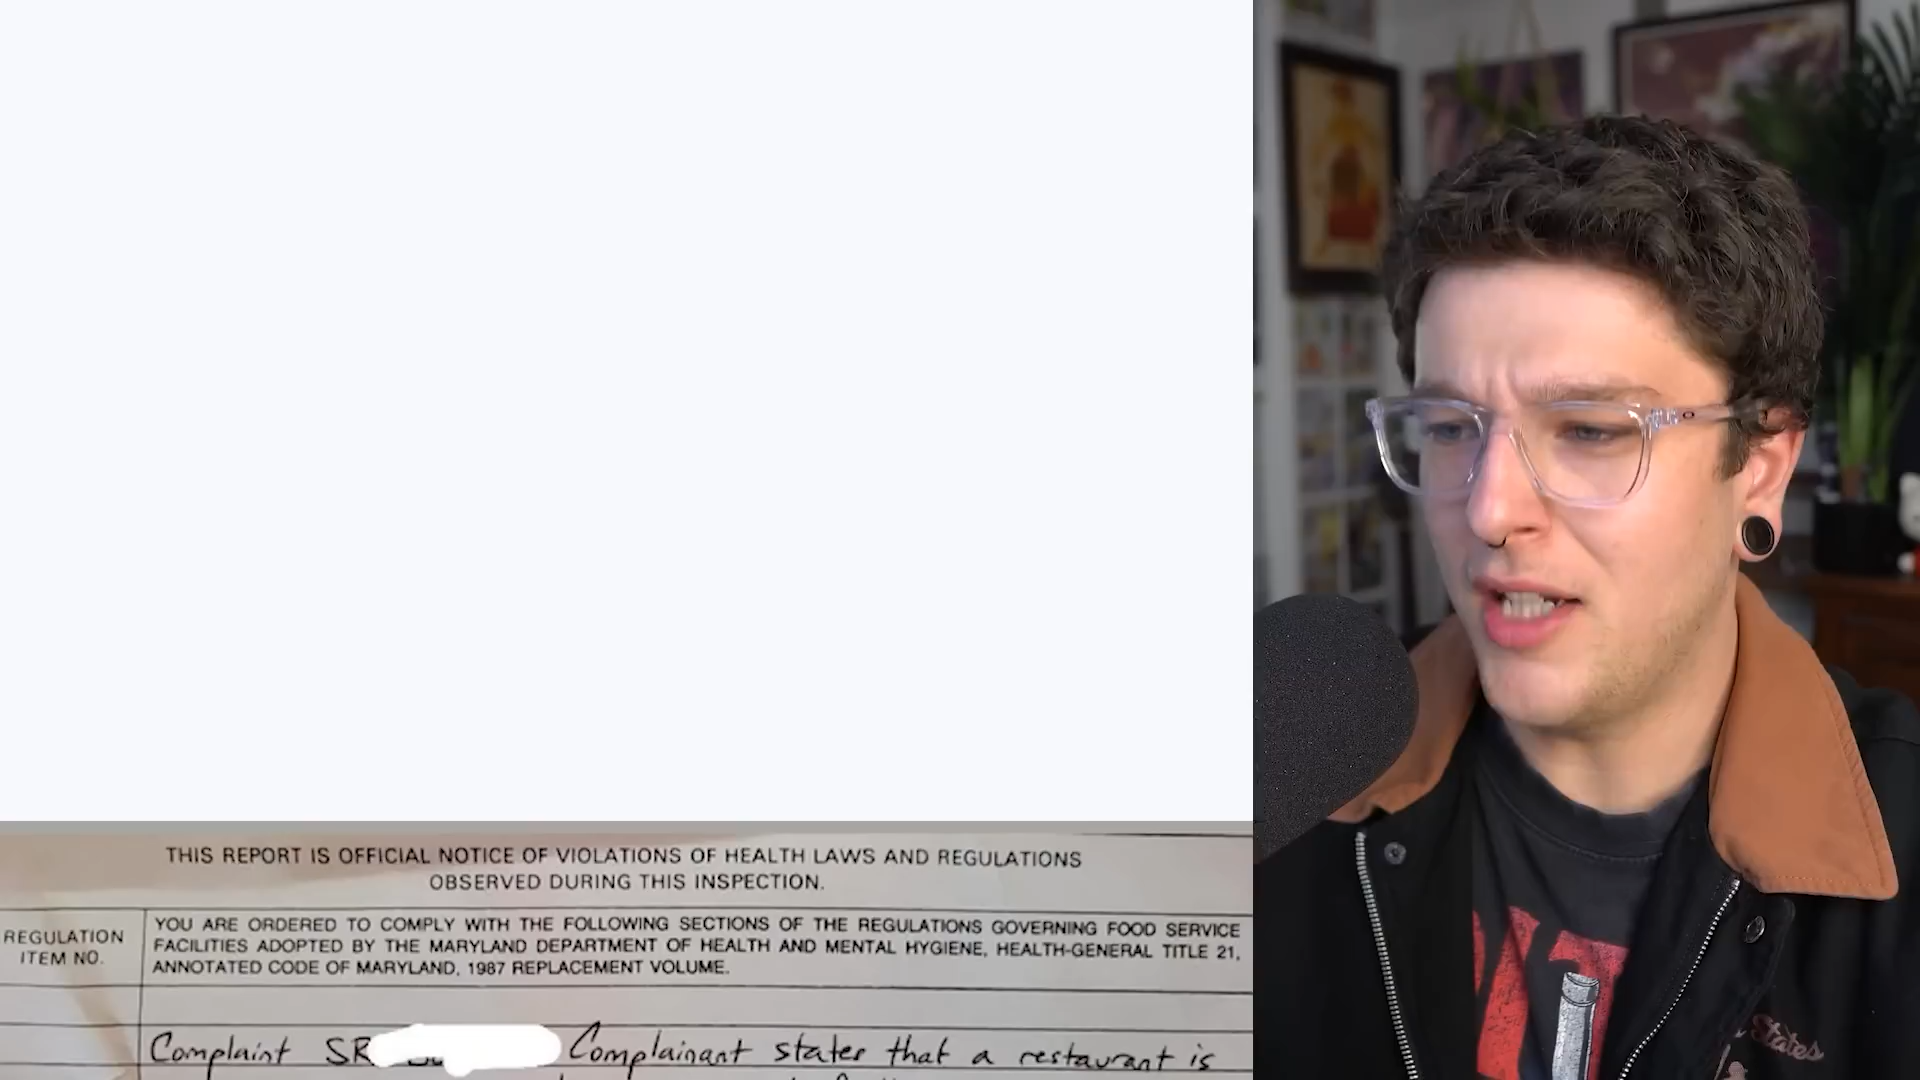 THIS REPORT IS OFFICIAL NOTICE OF VIOLATIONS OF HEALTH LAWS AND REGULATIONS
OBSERVED DURING THIS INSPECTION.
REGULATION
ITEM NO.
YOU ARE ORDERED TO COMPLY WITH THE FOLLOWING SECTIONS OF THE REGULATIONS GOVERNING FOOD SERVICE
FACILITIES ADOPTED BY THE MARYLAND DEPARTMENT OF HEALTH AND MENTAL HYGIENE, HEALTH-GENERAL TITLE 21,
ANNOTATED CODE OF MARYLAND, 1987 REPLACEMENT VOLUME.
Complaint SR Complainant states that a restaurant is
States